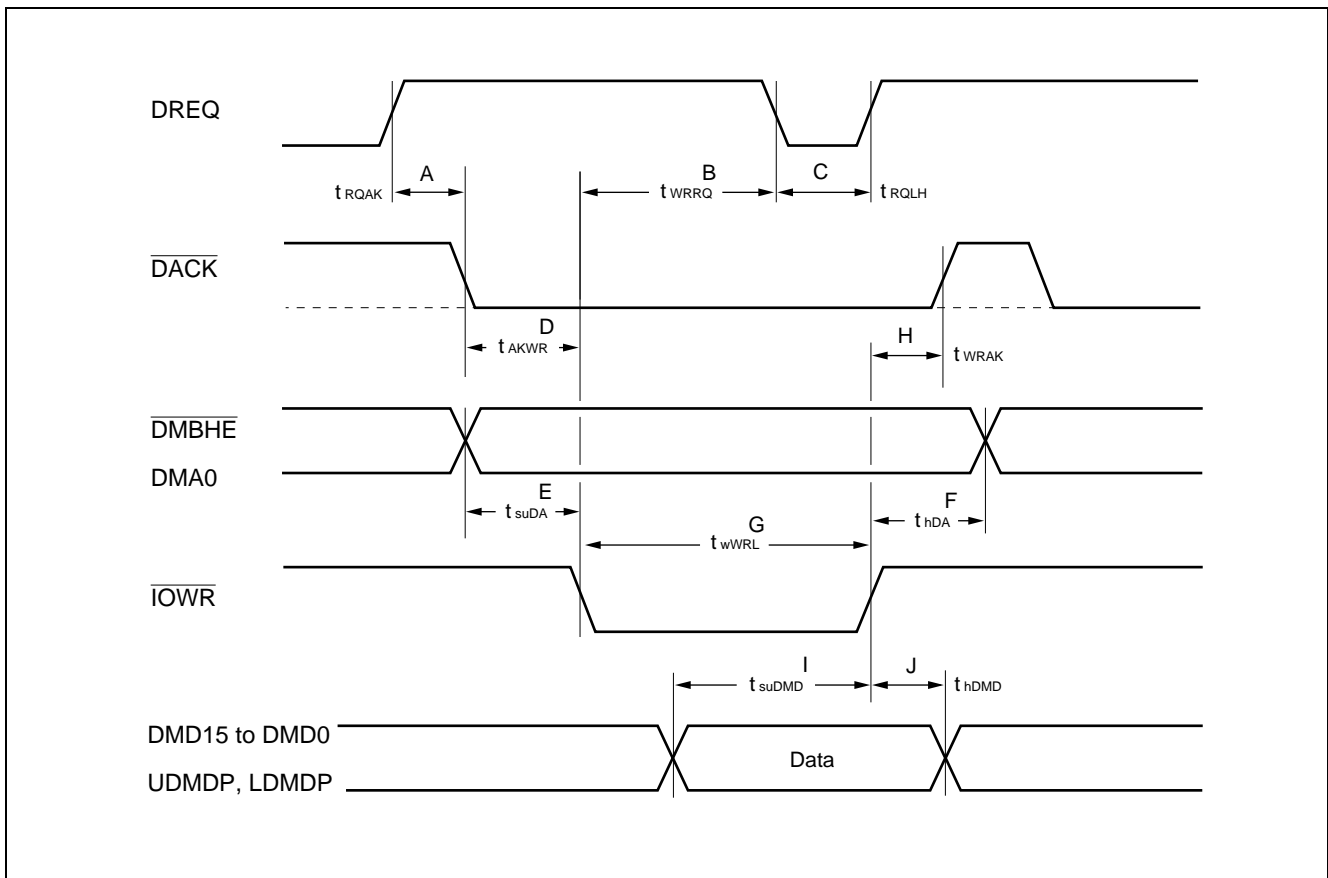 DREQ
A
B
C
t RQAK
t WRRQ
t RQLH
DACK
D
t AKWR
H
t WRAK
DMBHE
DMA0
E
t suDA
F
t hDA
G
t wWRL
IOWR
I
t suDMD
J
t hDMD
DMD15 to DMD0
Data
UDMDP, LDMDP